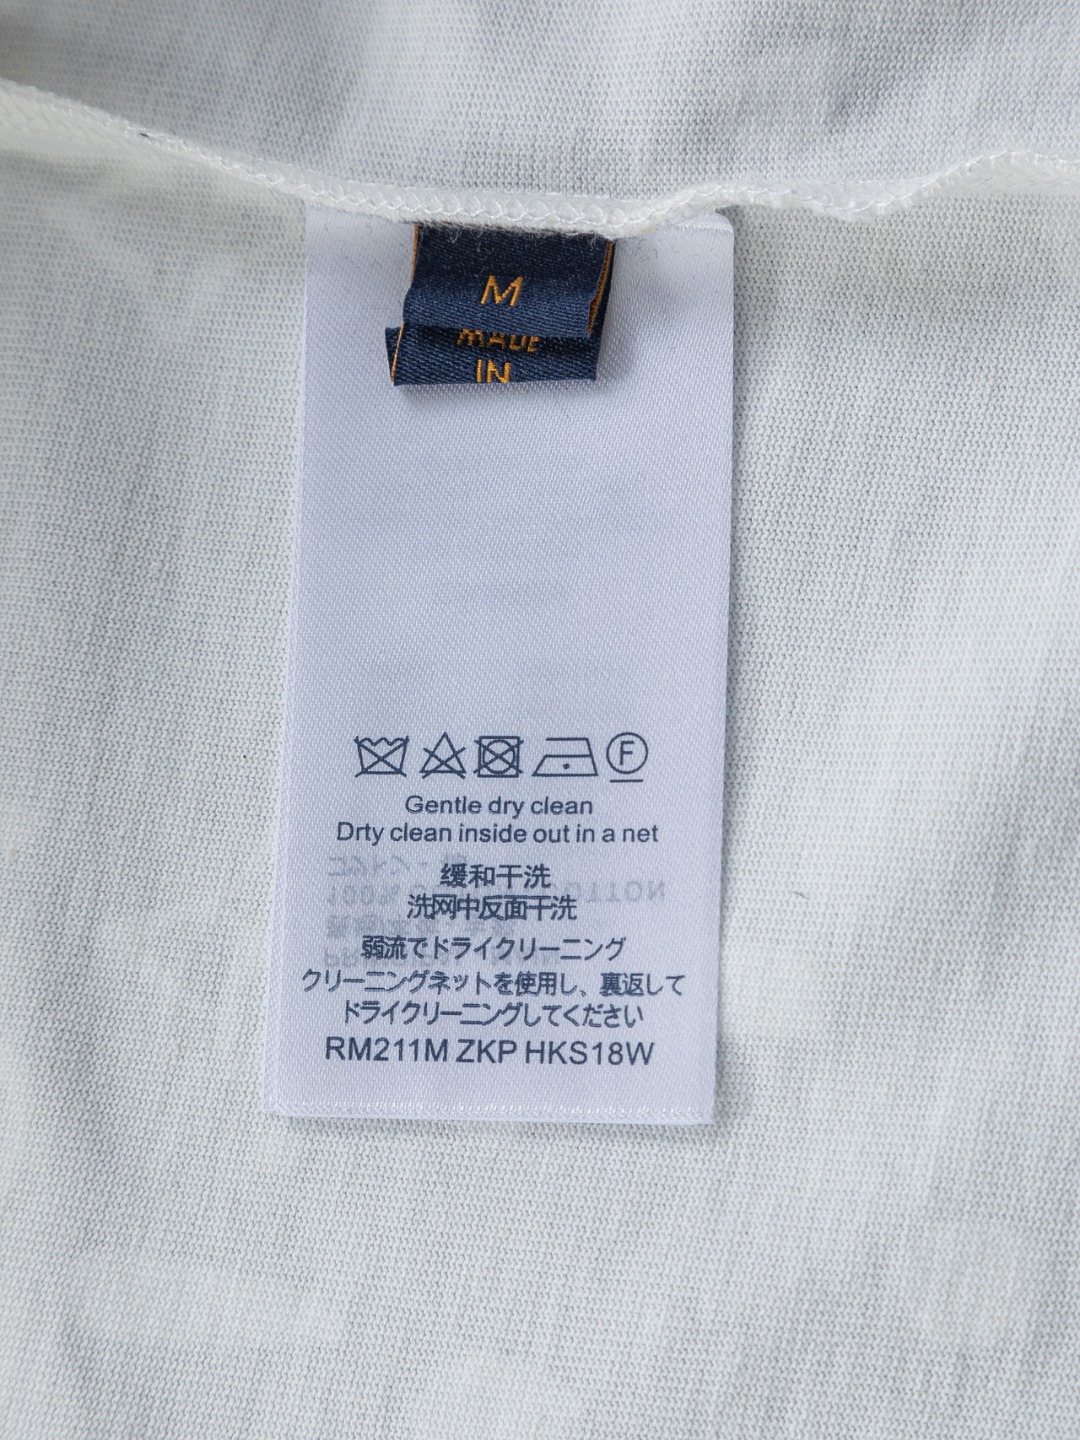 M
MADE
IN
F
Gentle dry clean
Drty clean inside out in a net
缓和干洗
洗网中反面干洗
弱流でドライクリーニング
クリーニングネットを使用し、裏返して
ドライクリーニングしてください
RM211M ZKP HKS18W